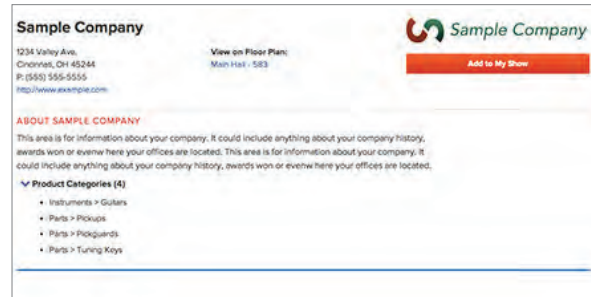 Sample Company
Sample Company
1234 Valley Ave.
Cincinnati, OH 45244
P: (555) 555-5555
http://www.example.com
View on Floor Plan:
Main Hall - 583
Add to My Show
ABOUT SAMPLE COMPANY
This area is for information about your company. It could include anything about your company history,
awards won or evenw here your offices are located. This area is for information about your company. It
could include anything about your company history, awards won or evenw here your offices are located.
Product Categories (4)
• Instruments > Guitars
• Parts > Pickups
• Parts > Pickguards
• Parts > Tuning Keys